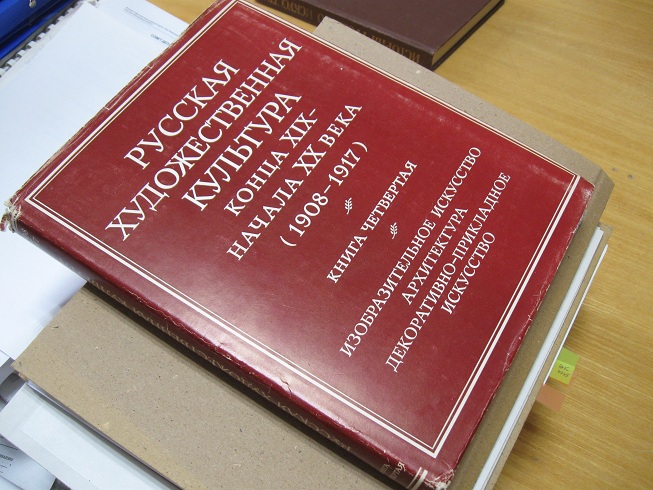 РУССКАЯ
ХУДОЖЕСТВЕННАЯ
КУЛЬТУРА
КОНЦА XIX-
НАЧАЛА XX ВЕКА
(1908-1917)
КНИГА ЧЕТВЕРТАЯ
ИЗОБРАЗИТЕЛЬНОЕ ИСКУССТВО
АРХИТЕКТУРА
ДЕКОРАТИВНО-ПРИКЛАДНОЕ
ИСКУССТВО